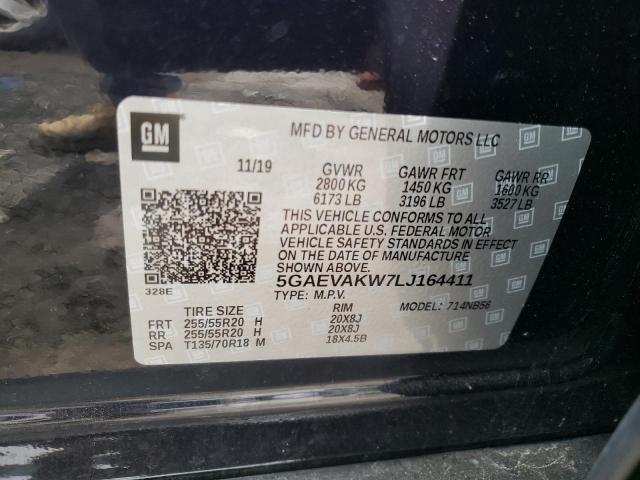 GM
MFD BY GENERAL MOTORS LLC
11/19 GVWR GAWR FRT GAWR RR
2800 KG 1450 KG 1600 KG
6173 LB 3196 LB 3527 LB
THIS VEHICLE CONFORMS TO ALL
APPLICABLE U.S. FEDERAL MOTOR
VEHICLE SAFETY STANDARDS IN EFFECT
ON THE DATE OF MANUFACTURE
SHOWN ABOVE.
328E
5GAEVAKW7LJ164411
TYPE: M.P.V. MODEL: 714NB56
TIRE SIZE RIM
FRT 255/55R20 H 20X8J
RR 255/55R20 H 20X8J
SPA T135/70R18 M 18X4.5B